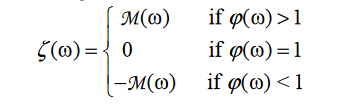 ℳ(ω) if φ(ω) > 1
ζ(ω) = { 0 if φ(ω) = 1
−ℳ(ω) if φ(ω) < 1